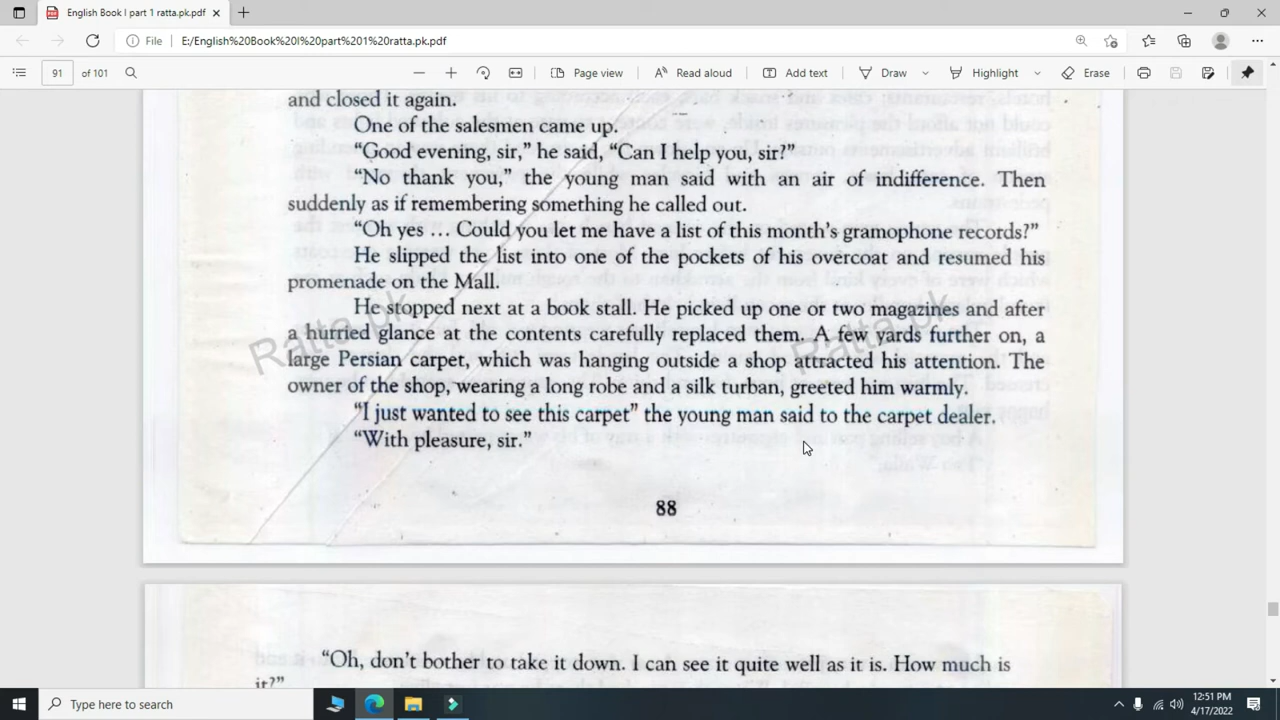 English Book I part 1 ratta.pk.pdf
File
E:/English%20Book%20I%20part%201%20ratta.pk.pdf
91 of 101
Page view
Read aloud
Add text
Draw
Highlight
Erase
and closed it again.
One of the salesmen came up.
“Good evening, sir,” he said, “Can I help you, sir?”
“No thank you,” the young man said with an air of indifference. Then
suddenly as if remembering something he called out.
“Oh yes ... Could you let me have a list of this month's gramophone records?”
He slipped the list into one of the pockets of his overcoat and resumed his
promenade on the Mall.
He stopped next at a book stall. He picked up one or two magazines and after
a hurried glance at the contents carefully replaced them. A few yards further on, a
large Persian carpet, which was hanging outside a shop attracted his attention. The
owner of the shop, wearing a long robe and a silk turban, greeted him warmly.
“I just wanted to see this carpet” the young man said to the carpet dealer.
“With pleasure, sir.”
Ratta.pk
Ratta.pk
88
“Oh, don't bother to take it down. I can see it quite well as it is. How much is
it?”
Type here to search
12:51 PM
4/17/2022